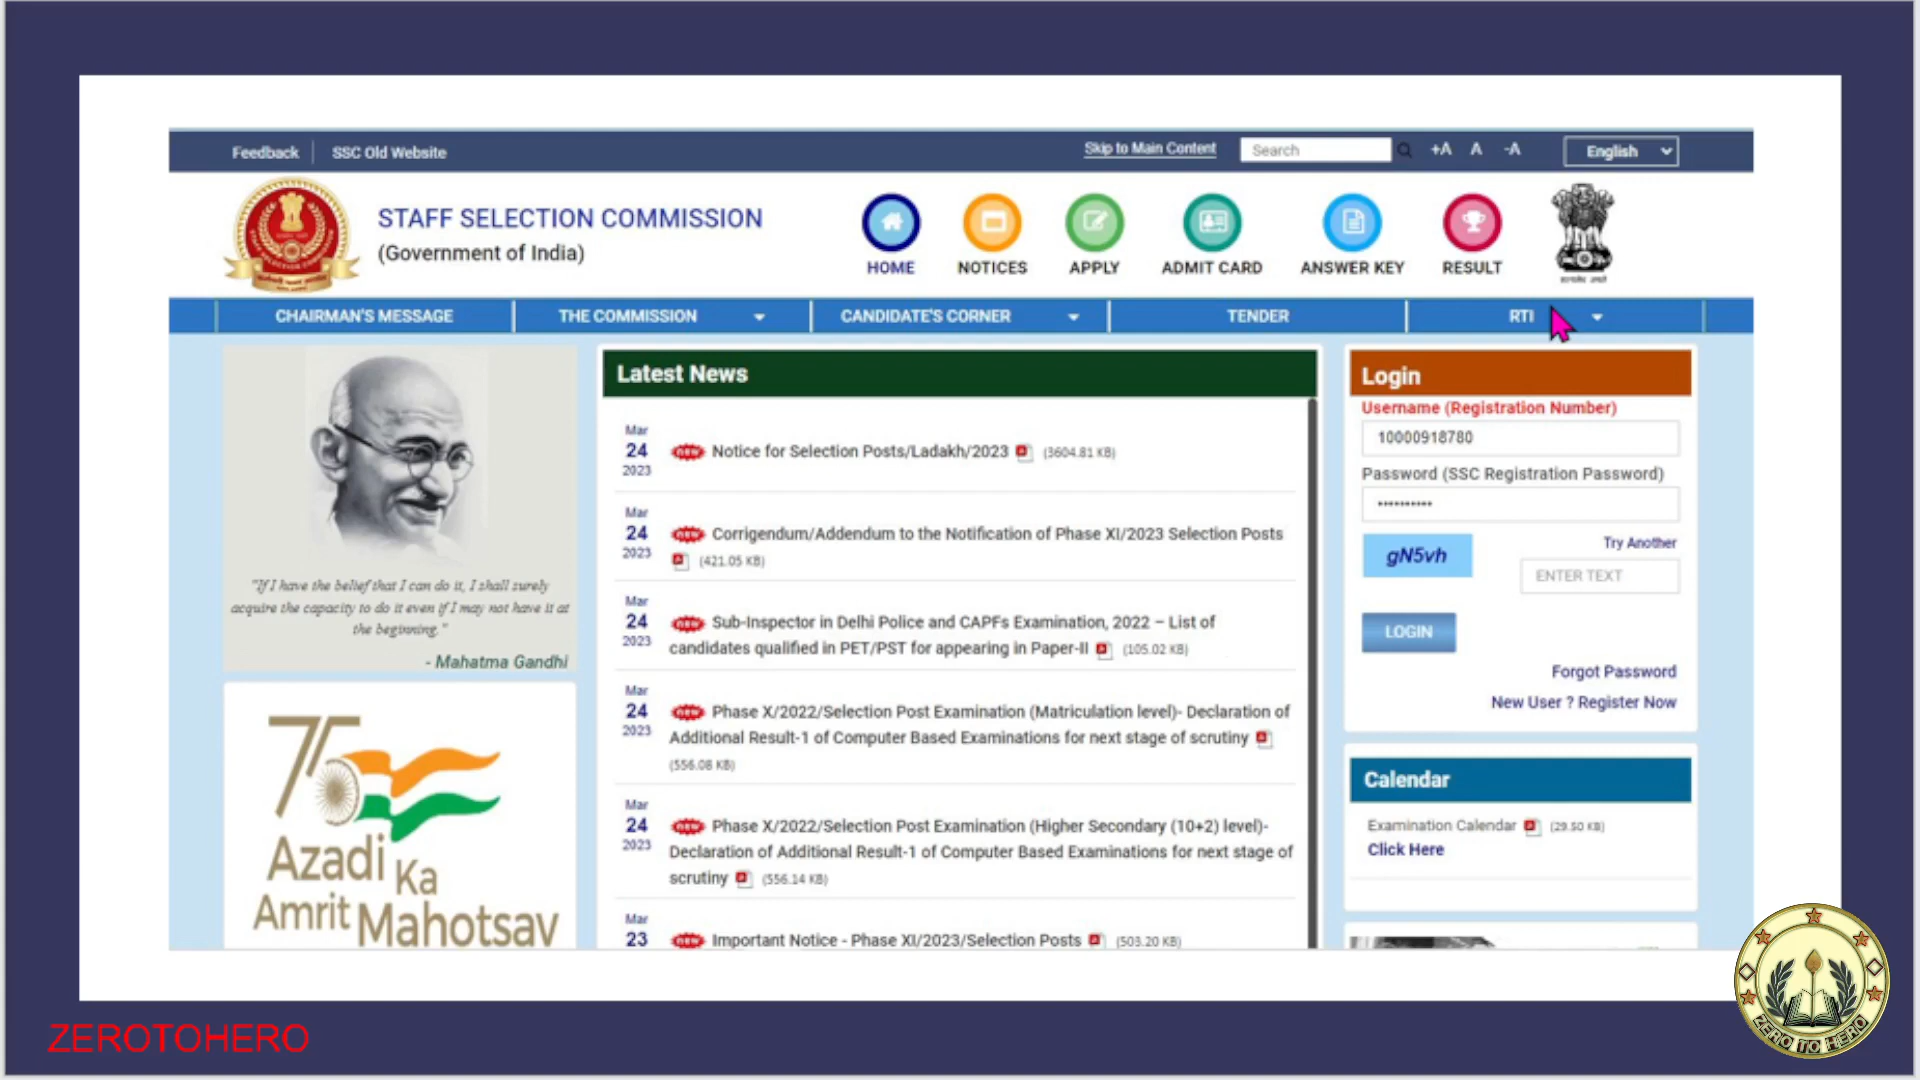 Feedback
SSC Old Website
Skip to Main Content
Search
+A A -A
English
STAFF SELECTION COMMISSION
(Government of India)
HOME
NOTICES
APPLY
ADMIT CARD
ANSWER KEY
RESULT
CHAIRMAN'S MESSAGE
THE COMMISSION
CANDIDATE'S CORNER
TENDER
RTI
"If I have the belief that I can do it, I shall surely
acquire the capacity to do it even if I may not have it at
the beginning."
- Mahatma Gandhi
75
Azadi Ka
Amrit Mahotsav
Latest News
Mar
24
2023
new Notice for Selection Posts/Ladakh/2023 (3604.81 KB)
Mar
24
2023
new Corrigendum/Addendum to the Notification of Phase XI/2023 Selection Posts
(421.05 KB)
Mar
24
2023
new Sub-Inspector in Delhi Police and CAPFs Examination, 2022 – List of
candidates qualified in PET/PST for appearing in Paper-II (105.02 KB)
Mar
24
2023
new Phase X/2022/Selection Post Examination (Matriculation level)- Declaration of
Additional Result-1 of Computer Based Examinations for next stage of scrutiny
(556.08 KB)
Mar
24
2023
new Phase X/2022/Selection Post Examination (Higher Secondary (10+2) level)-
Declaration of Additional Result-1 of Computer Based Examinations for next stage of
scrutiny (556.14 KB)
Mar
23
new Important Notice - Phase XI/2023/Selection Posts (503.20 KB)
Login
Username (Registration Number)
10000918780
Password (SSC Registration Password)
gN5vh
Try Another
ENTER TEXT
LOGIN
Forgot Password
New User ? Register Now
Calendar
Examination Calendar (29.50 KB)
Click Here
ZEROTOHERO
ZERO TO HERO